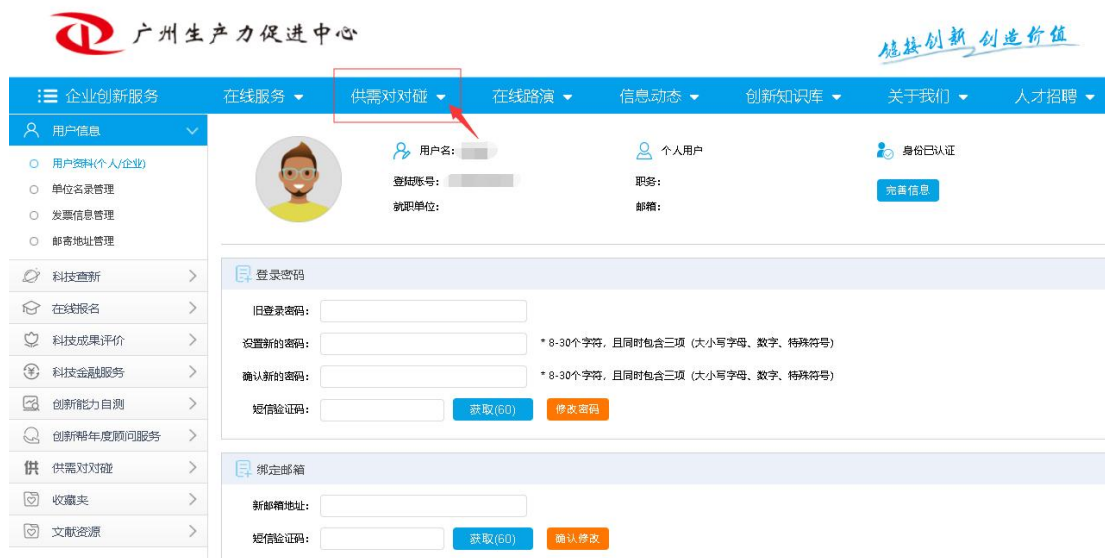 广州生产力促进中心
链接创新 创造价值
企业创新服务 在线服务 供需对对碰 在线路演 信息动态 创新知识库 关于我们 人才招聘
用户信息
用户资料(个人/企业)
单位名录管理
发票信息管理
邮寄地址管理
科技查新
在线报名
科技成果评价
科技金融服务
创新能力自测
创新帮年度顾问服务
供 供需对对碰
收藏夹
文献资源
用户名: 个人用户 身份已认证
登陆账号: 职务: 完善信息
就职单位: 邮箱:
登录密码
旧登录密码:
设置新的密码: * 8-30个字符，且同时包含三项（大小写字母、数字、特殊符号）
确认新的密码: * 8-30个字符，且同时包含三项（大小写字母、数字、特殊符号）
短信验证码: 获取(60) 修改密码
绑定邮箱
新邮箱地址:
短信验证码: 获取(60) 确认修改